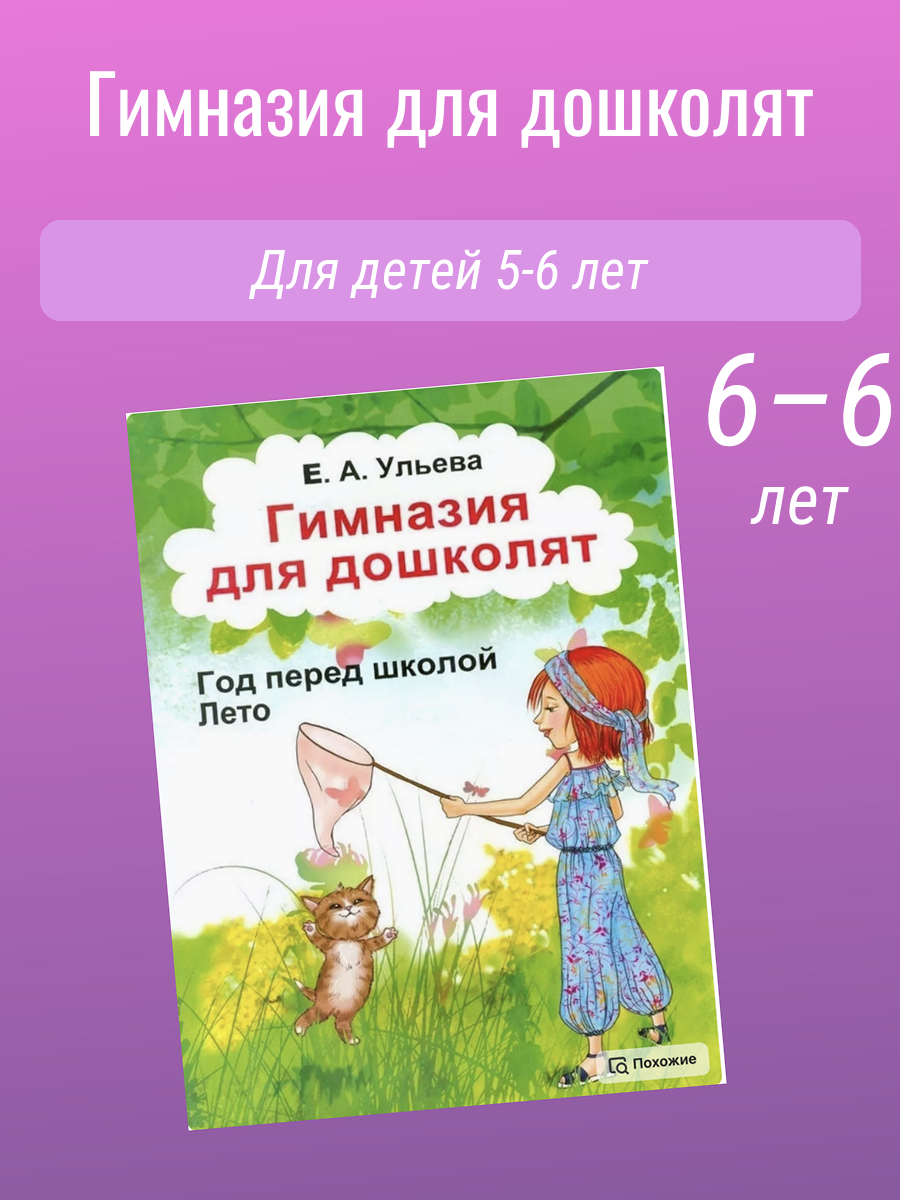 Гимназия для дошколят
Для детей 5-6 лет
6–6
лет
Е. А. Ульева
Гимназия
для дошколят
Год перед школой
Лето
Похожие